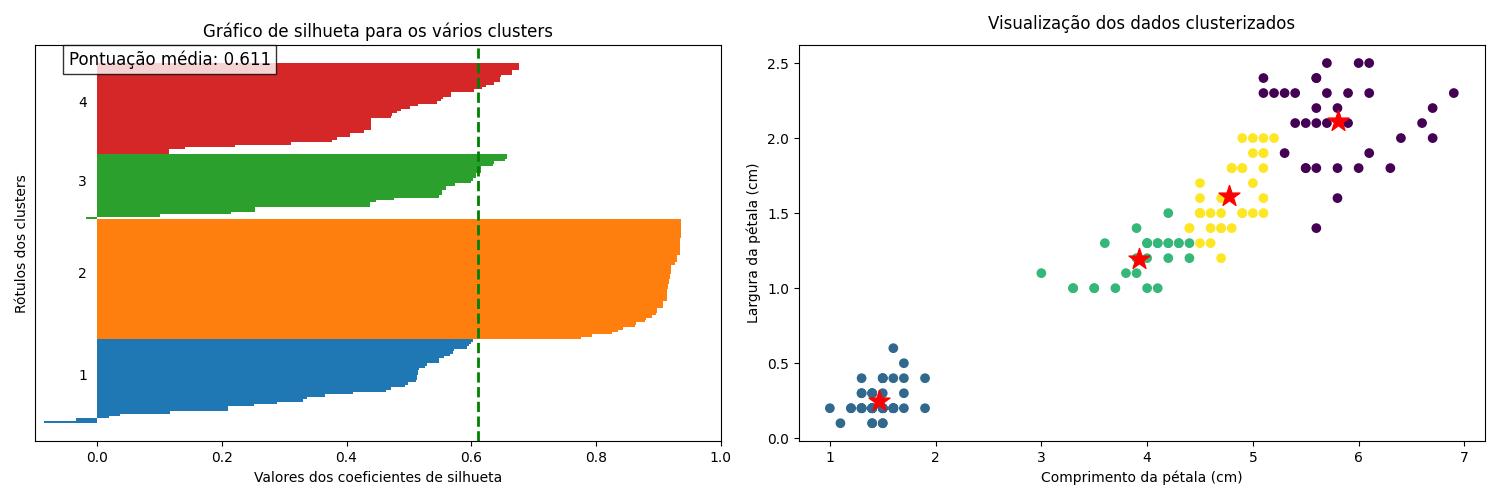 Gráfico de silhueta para os vários clusters
Pontuação média: 0.611
4
3
2
1
Rótulos dos clusters
0.0 0.2 0.4 0.6 0.8 1.0
Valores dos coeficientes de silhueta
Visualização dos dados clusterizados
2.5
2.0
1.5
1.0
0.5
0.0
Largura da pétala (cm)
1 2 3 4 5 6 7
Comprimento da pétala (cm)